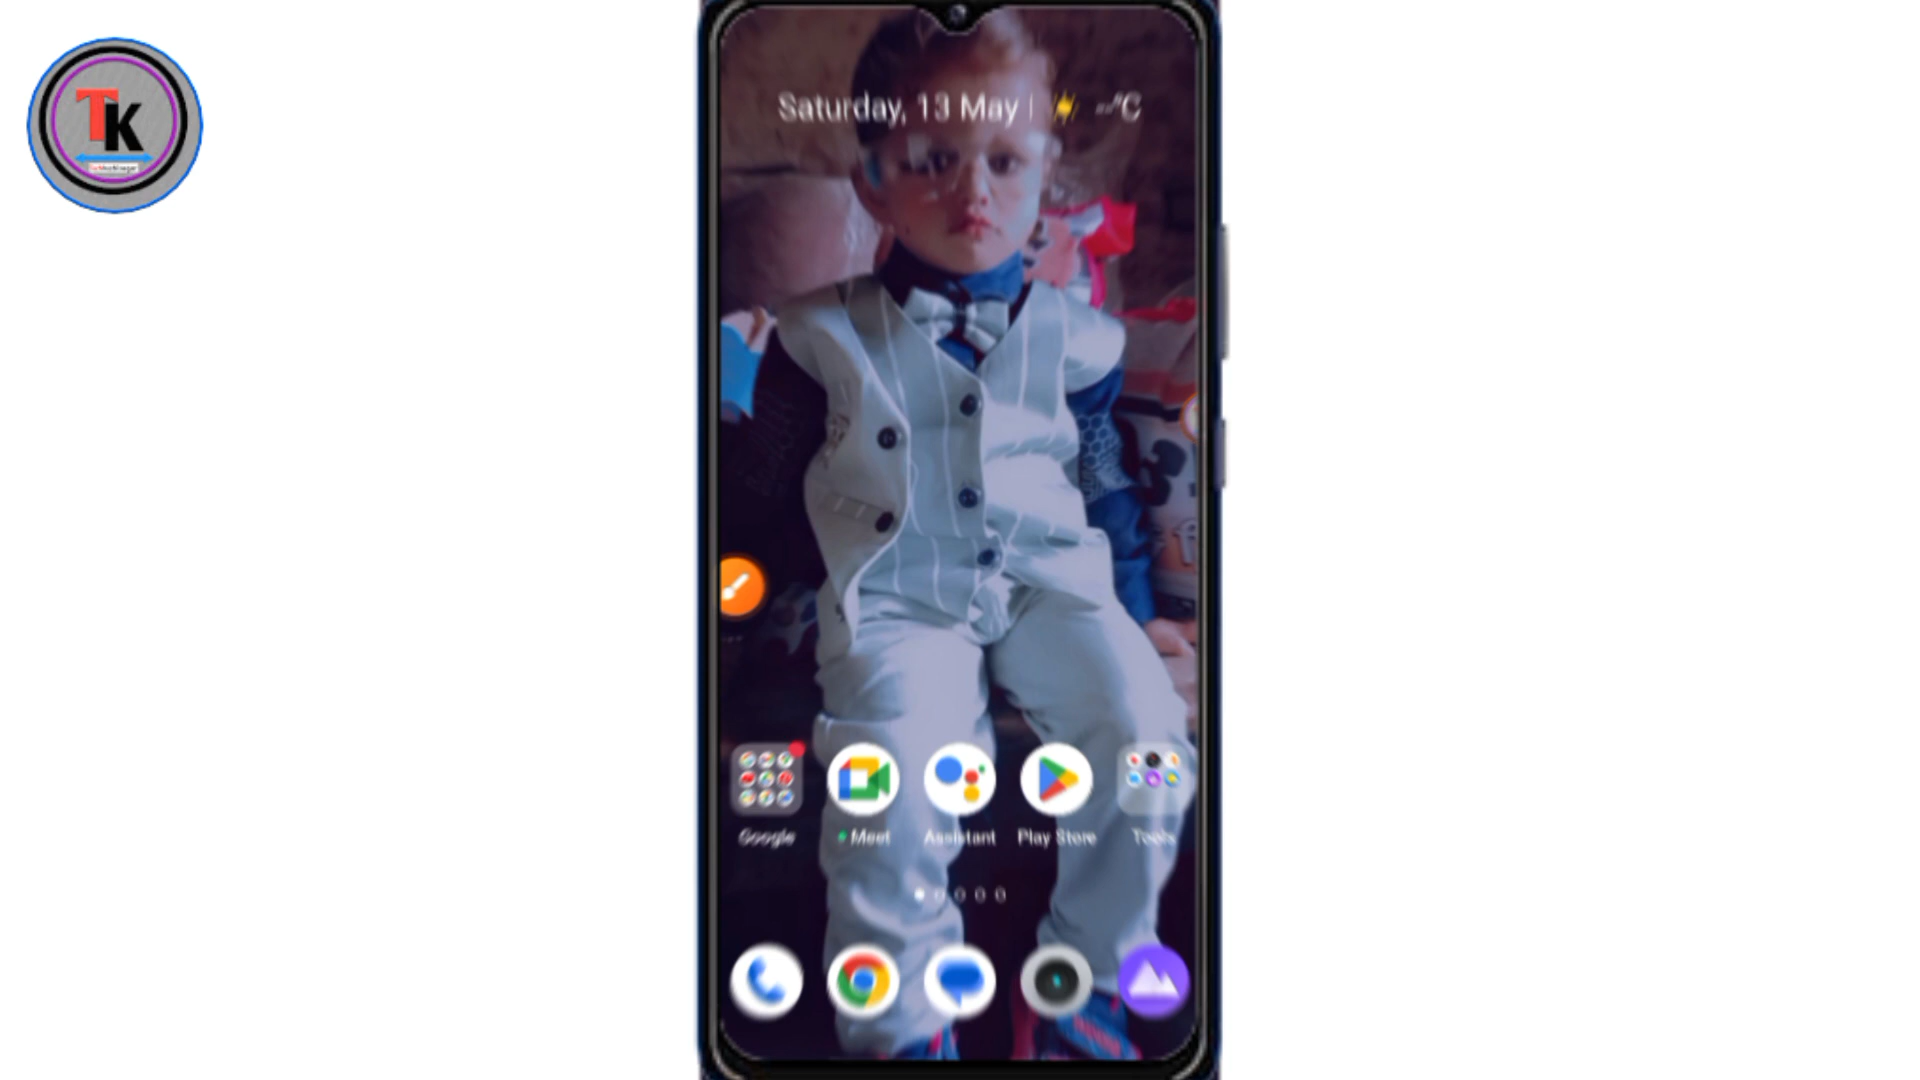 TK
Saturday, 13 May | --°C
Google
Meet
Assistant
Play Store
Tools